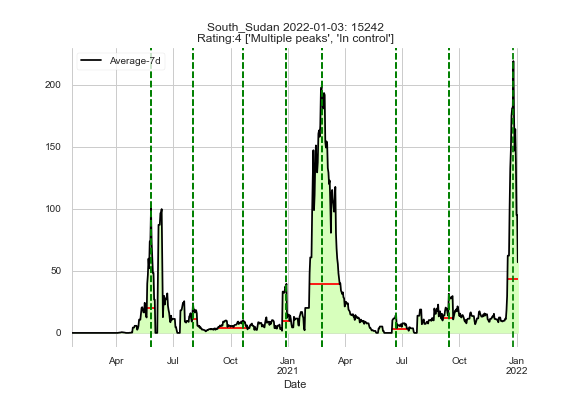 South_Sudan 2022-01-03: 15242
Rating:4 ['Multiple peaks', 'In control']
Average-7d
200
150
100
50
0
Apr
Jul
Oct
Jan
2021
Apr
Jul
Oct
Jan
2022
Date